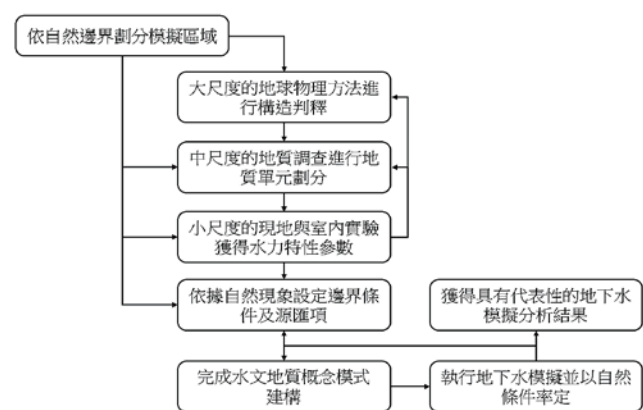 依自然邊界劃分模擬區域
大尺度的地球物理方法進
行構造判釋
中尺度的地質調查進行地
質單元劃分
小尺度的現地與室內實驗
獲得水力特性參數
依據自然現象設定邊界條
件及源匯項
獲得具有代表性的地下水
模擬分析結果
完成水文地質概念模式
建構
執行地下水模擬並以自然
條件率定